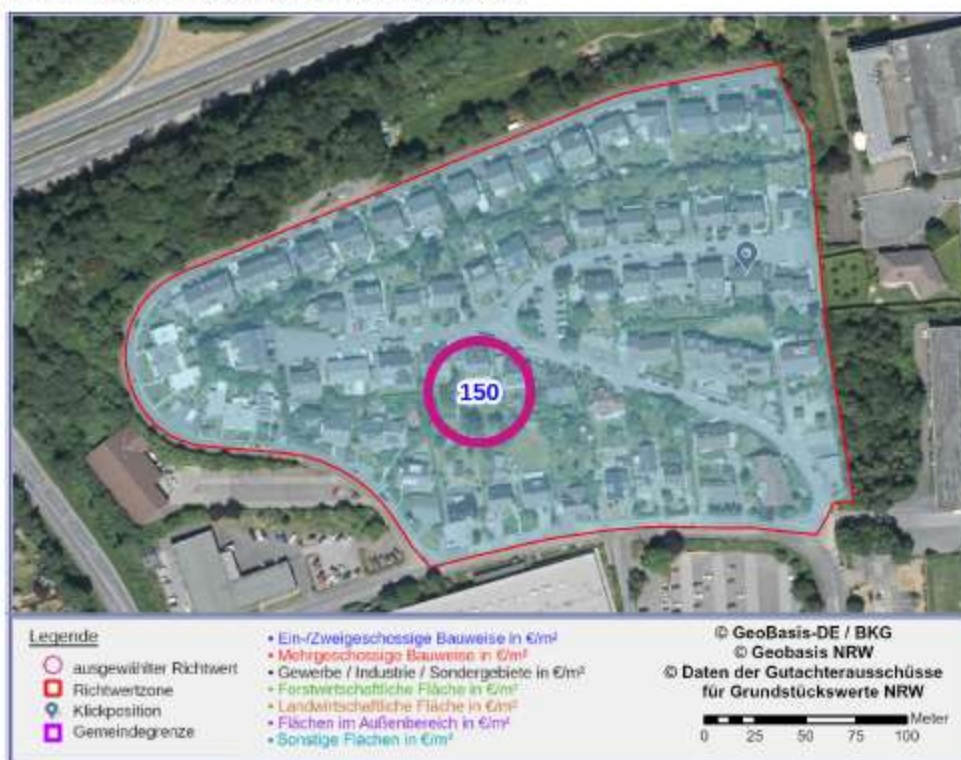 150
Legende
ausgewählter Richtwert
Richtwertzone
Klickposition
Gemeindegrenze
• Ein-/Zweigeschossige Bauweise in €/m²
• Mehrgeschossige Bauweise in €/m²
• Gewerbe / Industrie / Sondergebiete in €/m²
• Forstwirtschaftliche Fläche in €/m²
• Landwirtschaftliche Fläche in €/m²
• Flächen im Außenbereich in €/m²
• Sonstige Flächen in €/m²
© GeoBasis-DE / BKG
© Geobasis NRW
© Daten der Gutachterausschüsse
für Grundstückswerte NRW
Meter
0 25 50 75 100